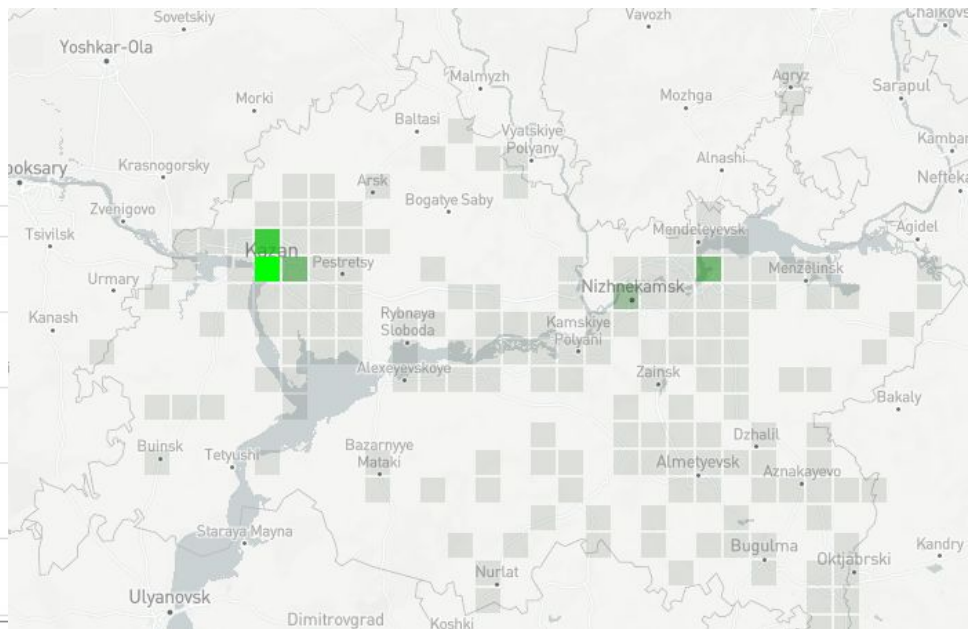 Sovetskiy
Vavozh
Chaikovs
Yoshkar-Ola
Malmyzh
Agryz
Sarapul
Morki
Mozhga
Baltasi
Vyatskiye
Polyany
Kambar
Krasnogorsky
Alnashi
ooksary
Arsk
Nefteka
Bogatye Saby
Zvenigovo
Tsivilsk
Mendeleyevsk
Agidel
Kazan
Pestretsy
Menzelinsk
Urmary
Nizhnekamsk
Kanash
Rybnaya
Sloboda
Kamskiye
Polyani
Alexeyevskoye
Zainsk
Bakaly
Buinsk
Tetyushi
Bazarnyye
Mataki
Dzhalil
Almetyevsk
Aznakayevo
Staraya Mayna
Bugulma
Oktjabrski
Kandry
Nurlat
Ulyanovsk
Dimitrovgrad
Koshki